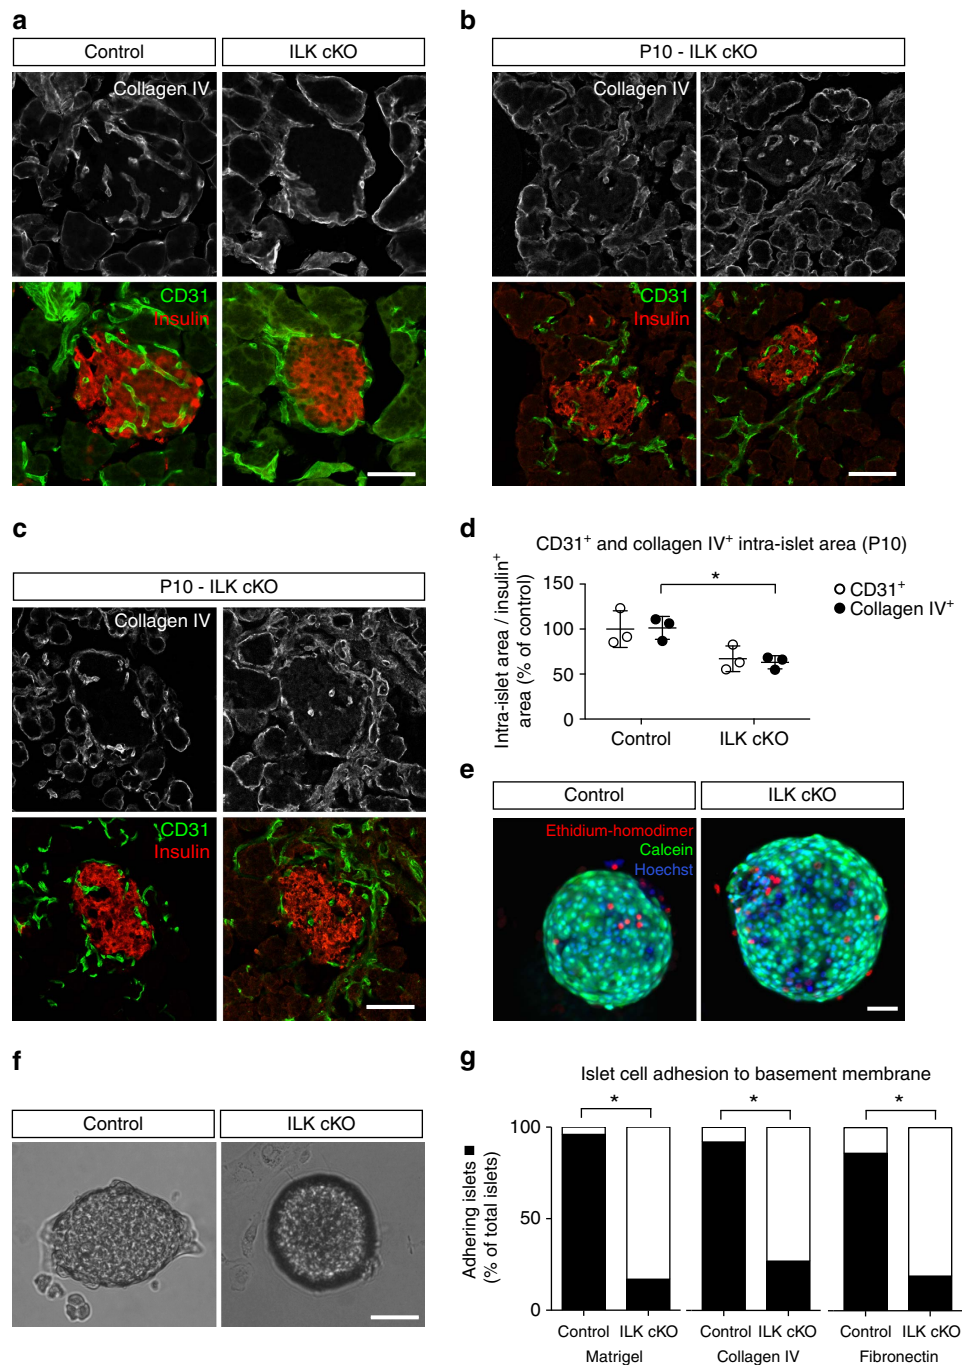 a
Control
ILK cKO
Collagen IV
CD31
Insulin
b
P10 - ILK cKO
Collagen IV
CD31
Insulin
c
P10 - ILK cKO
Collagen IV
CD31
Insulin
d
CD31+ and collagen IV+ intra-islet area (P10)
Intra-islet area / insulin+
area (% of control)
150
100
50
0
*
Control
ILK cKO
CD31+
Collagen IV+
e
Control
ILK cKO
Ethidium-homodimer
Calcein
Hoechst
f
Control
ILK cKO
g
Islet cell adhesion to basement membrane
Adhering islets ■
(% of total islets)
100
50
0
* * *
Control ILK cKO Control ILK cKO Control ILK cKO
Matrigel Collagen IV Fibronectin